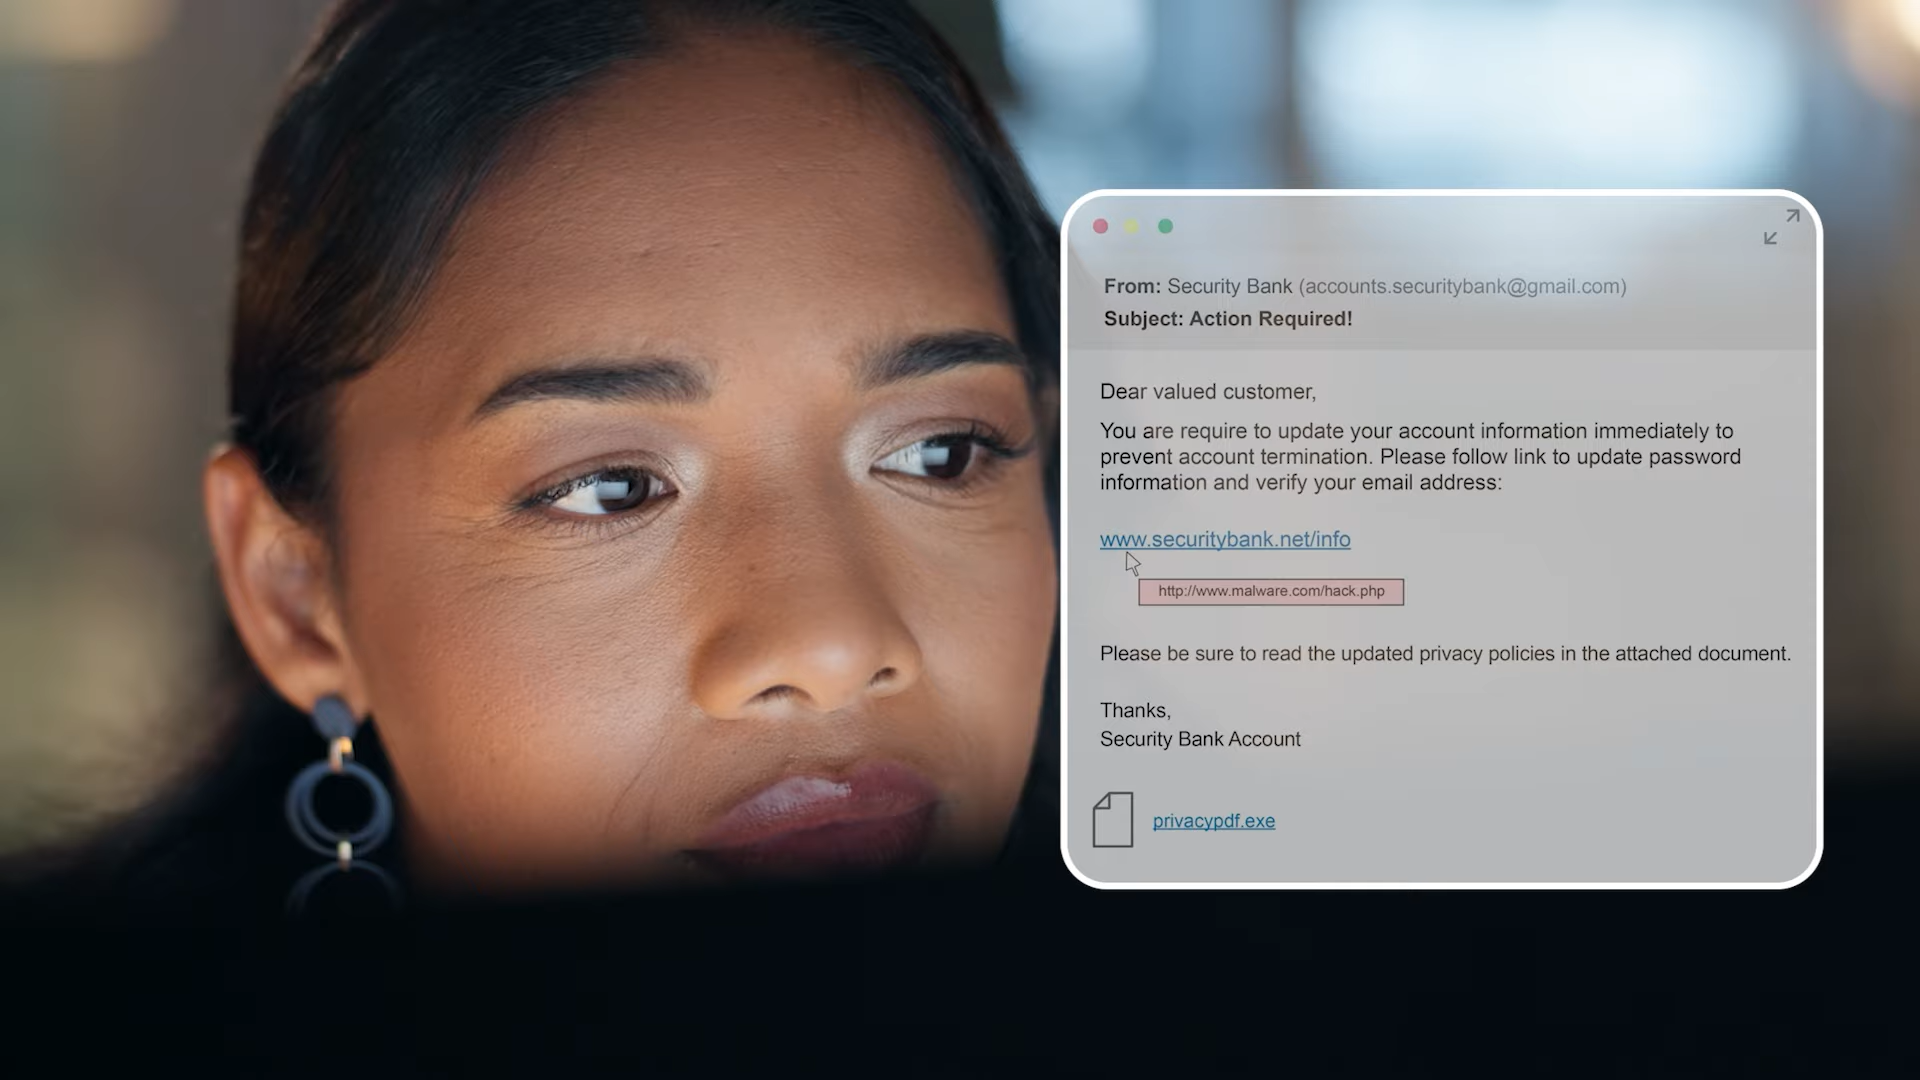 From: Security Bank (accounts.securitybank@gmail.com)
Subject: Action Required!
Dear valued customer,
You are require to update your account information immediately to
prevent account termination. Please follow link to update password
information and verify your email address:
www.securitybank.net/info
http://www.malware.com/hack.php
Please be sure to read the updated privacy policies in the attached document.
Thanks,
Security Bank Account
privacypdf.exe